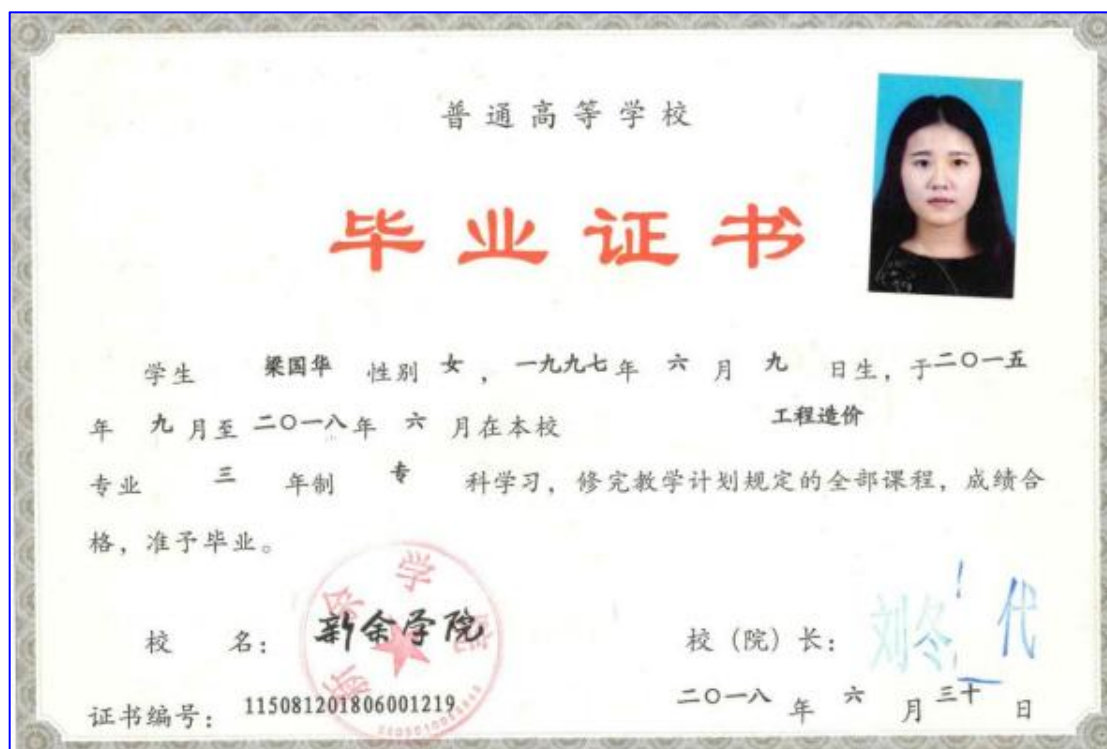 普通高等学校
毕业证书
学生 梁国华 性别 女 ，一九九七年 六 月 九 日生，于二〇一五
年 九 月至 二〇一八年 六 月在本校 工程造价
专业 三 年制 专 科学习，修完教学计划规定的全部课程，成绩合
格，准予毕业。
新余学院
校 名： 新余学院 校（院）长： 刘冬 代
证书编号： 115081201806001219 二〇一八 年 六 月 三十 日